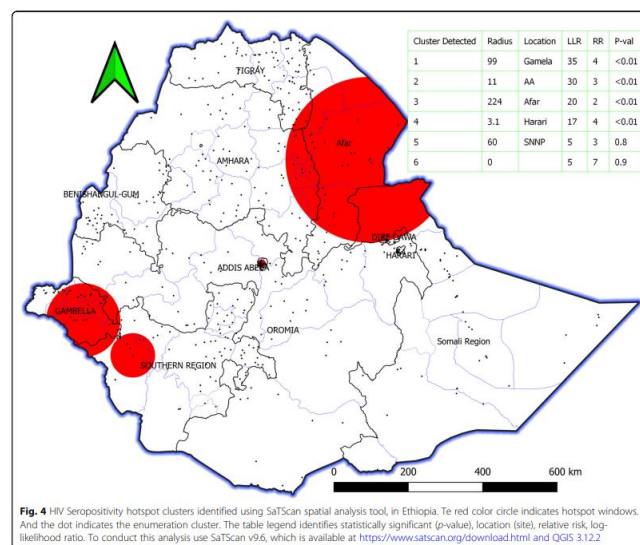 Cluster Detected Radius Location LLR RR P-val
1 99 Gamela 35 4 <0.01
2 11 AA 30 3 <0.01
3 224 Afar 20 2 <0.01
4 3.1 Harari 17 4 <0.01
5 60 SNNP 5 3 0.8
6 0 5 7 0.9
TIGRAY
Afar
AMHARA
BENISHANGUL-GUM
DIRE DAWA
HARARI
ADDIS ABEBA
GAMBELLA
OROMIA
Somali Region
SOUTHERN REGION
0 200 400 600 km
Fig. 4 HIV Seropositivity hotspot clusters identified using SaTScan spatial analysis tool, in Ethiopia. Te red color circle indicates hotspot windows.
And the dot indicates the enumeration cluster. The table legend identifies statistically significant (p-value), location (site), relative risk, log-
likelihood ratio. To conduct this analysis use SaTScan v9.6, which is available at https://www.satscan.org/download.html and QGIS 3.12.2